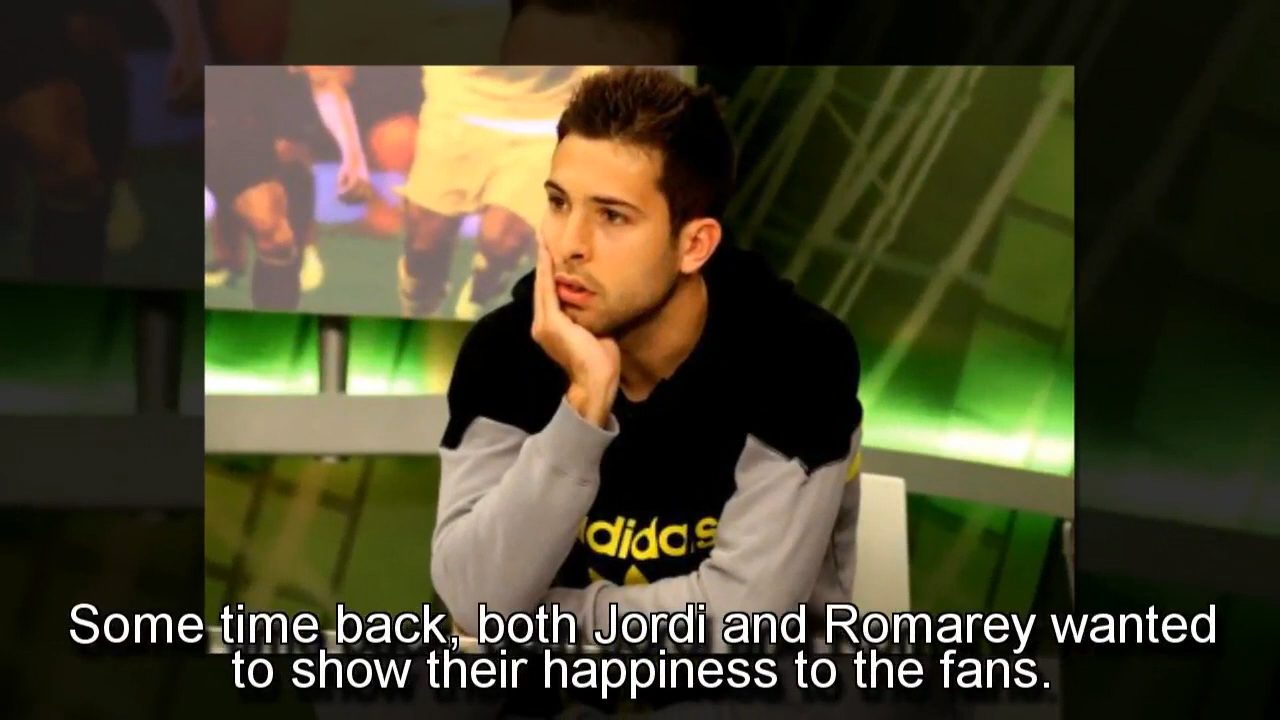 adidas
Some time back, both Jordi and Romarey wanted
to show their happiness to the fans.